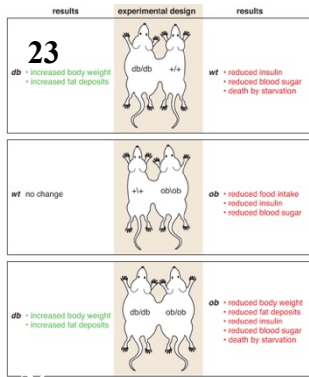 results experimental design results
23
db • increased body weight
• increased fat deposits
db/db +/+
wt • reduced insulin
• reduced blood sugar
• death by starvation
wt no change
+\+ ob\ob
ob • reduced food intake
• reduced insulin
• reduced blood sugar
db • increased body weight
• increased fat deposits
db/db ob/ob
ob • reduced body weight
• reduced fat deposits
• reduced insulin
• reduced blood sugar
• death by starvation